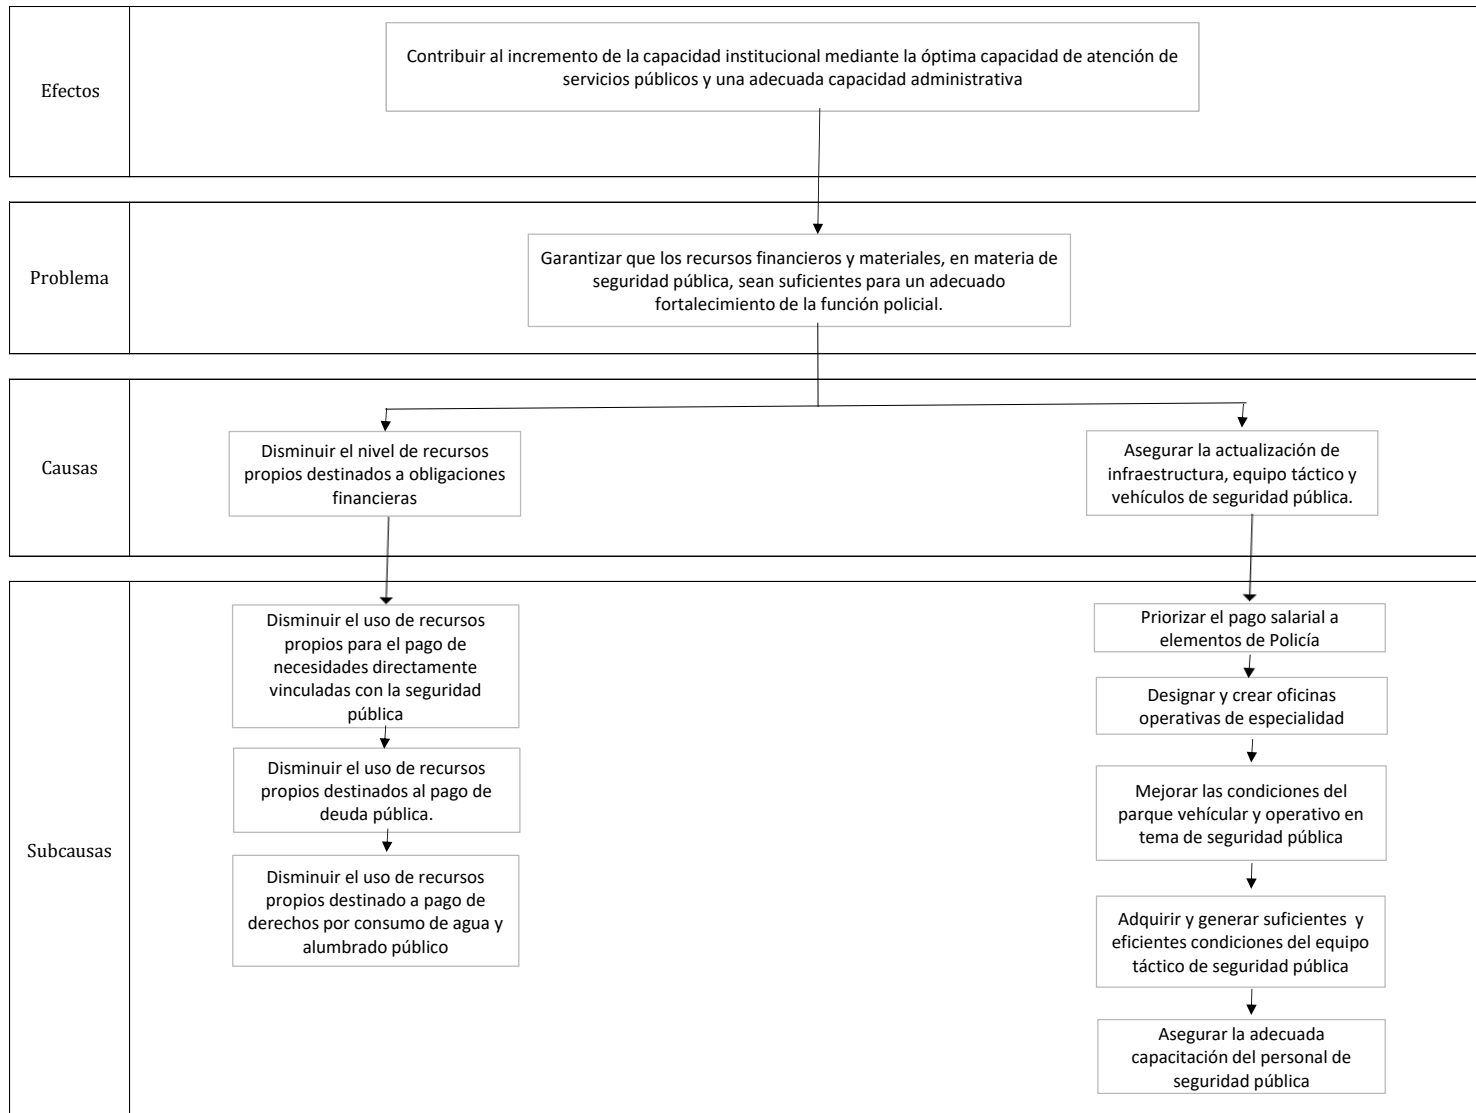 Efectos
Contribuir al incremento de la capacidad institucional mediante la óptima capacidad de atención de
servicios públicos y una adecuada capacidad administrativa
Problema
Garantizar que los recursos financieros y materiales, en materia de
seguridad pública, sean suficientes para un adecuado
fortalecimiento de la función policial.
Causas
Disminuir el nivel de recursos
propios destinados a obligaciones
financieras
Asegurar la actualización de
infraestructura, equipo táctico y
vehículos de seguridad pública.
Subcausas
Disminuir el uso de recursos
propios para el pago de
necesidades directamente
vinculadas con la seguridad
pública
Disminuir el uso de recursos
propios destinados al pago de
deuda pública.
Disminuir el uso de recursos
propios destinado a pago de
derechos por consumo de agua y
alumbrado público
Priorizar el pago salarial a
elementos de Policía
Designar y crear oficinas
operativas de especialidad
Mejorar las condiciones del
parque vehícular y operativo en
tema de seguridad pública
Adquirir y generar suficientes y
eficientes condiciones del equipo
táctico de seguridad pública
Asegurar la adecuada
capacitación del personal de
seguridad pública